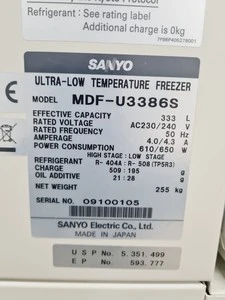 Refrigerant : See rating label
Additional charge is 0kg
7FB6P406278001
SANYO
ULTRA-LOW TEMPERATURE FREEZER
MODEL MDF-U3386S
EFFECTIVE CAPACITY 333 L
RATED VOLTAGE AC230/240 V
RATED FREQUENCY 50 Hz
AMPERAGE 4.0/4.3 A
POWER CONSUMPTION 610/650 W
HIGH STAGE : LOW STAGE
REFRIGERANT R- 404A : R- 508 (TP5R3)
509 : 195 g
OIL 21 : 28 g
NET WEIGHT 255 kg
SERIAL NO. 09100105
SANYO Electric Co., Ltd.
MADE IN JAPAN
U S P No. 5, 351, 499
E P No. 593,777